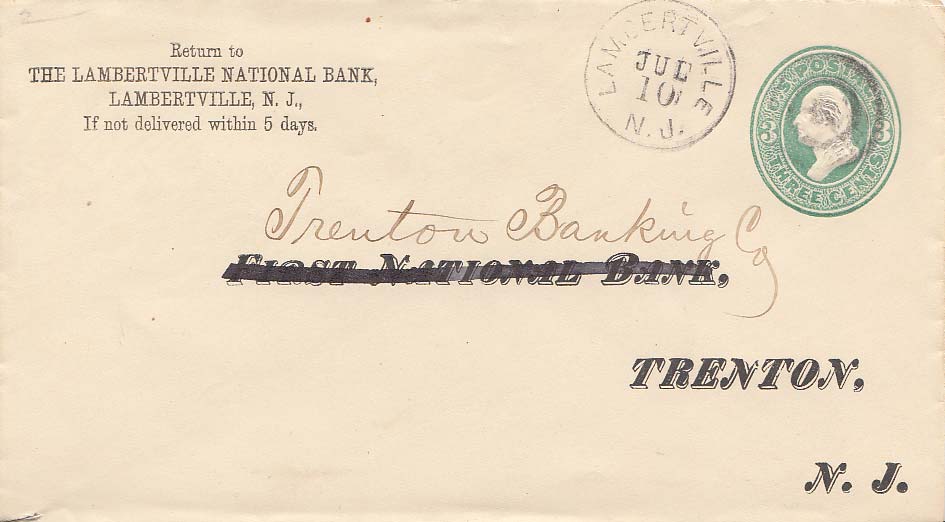 Return to
THE LAMBERTVILLE NATIONAL BANK,
LAMBERTVILLE, N. J.,
If not delivered within 5 days.
LAMBERTVILLE
JUL
10
N. J.
U.S. POSTAGE
3 3
THREE CENTS
Trenton Banking Co
FIRST NATIONAL BANK,
TRENTON,
N. J.